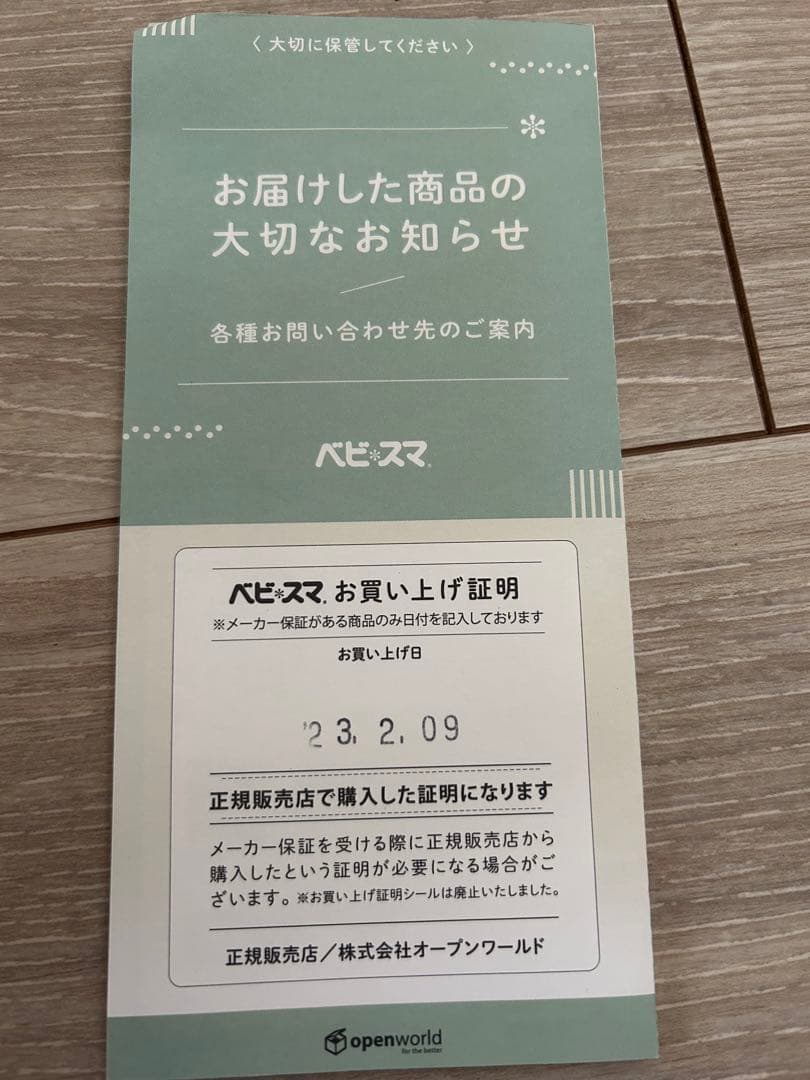 〈 大切に保管してください 〉
お届けした商品の
大切なお知らせ
各種お問い合わせ先のご案内
ベビ*スマ®
ベビ*スマ® お買い上げ証明
※メーカー保証がある商品のみ日付を記入しております
お買い上げ日
'23. 2. 09
正規販売店で購入した証明になります
メーカー保証を受ける際に正規販売店から
購入したという証明が必要になる場合がご
ざいます。※お買い上げ証明シールは廃止いたしました。
正規販売店／株式会社オープンワールド
openworld
for the better